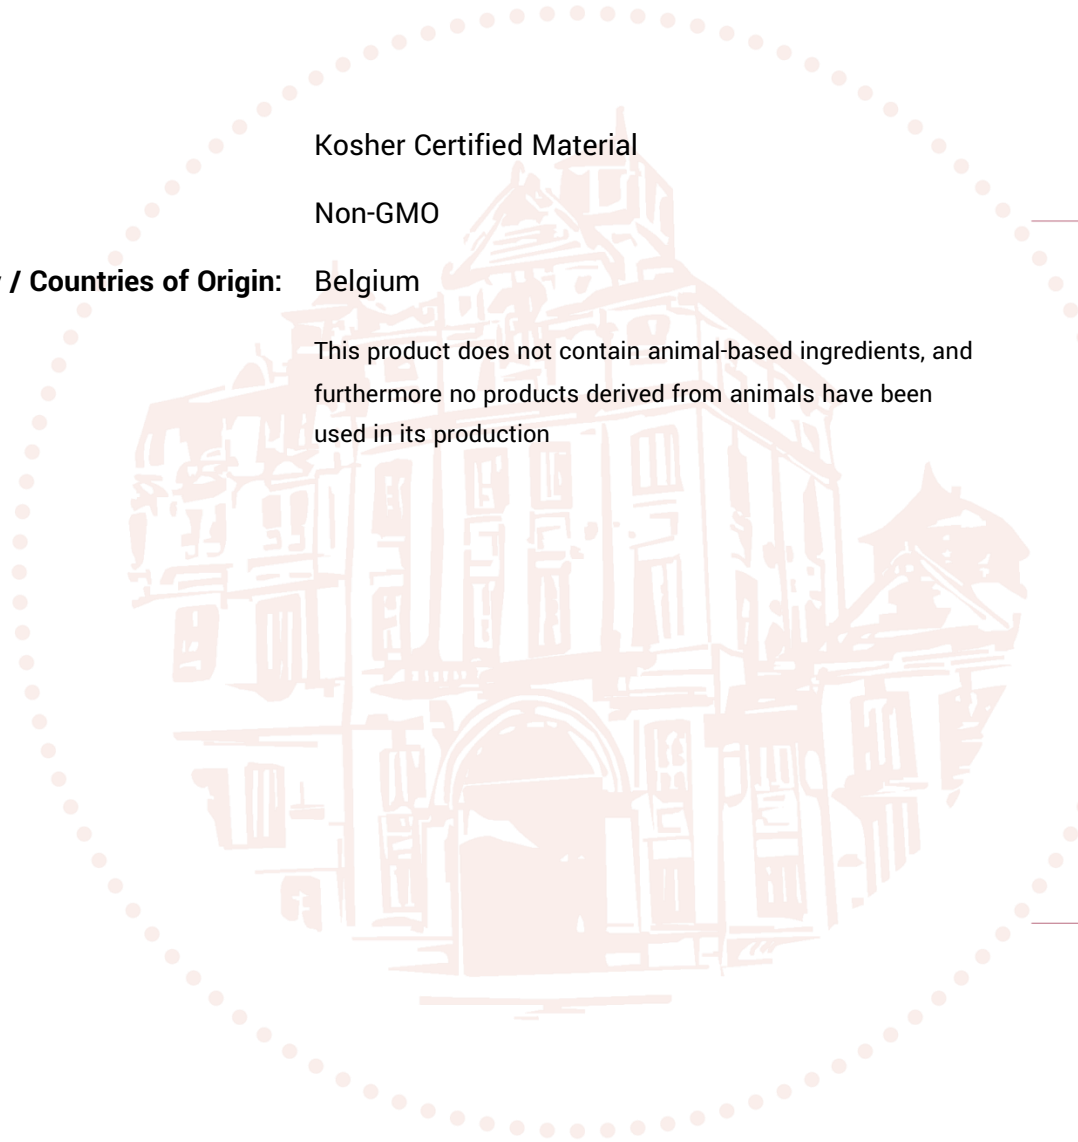 Kosher Certified Material
Non-GMO
/ Countries of Origin: Belgium
This product does not contain animal-based ingredients, and
furthermore no products derived from animals have been
used in its production